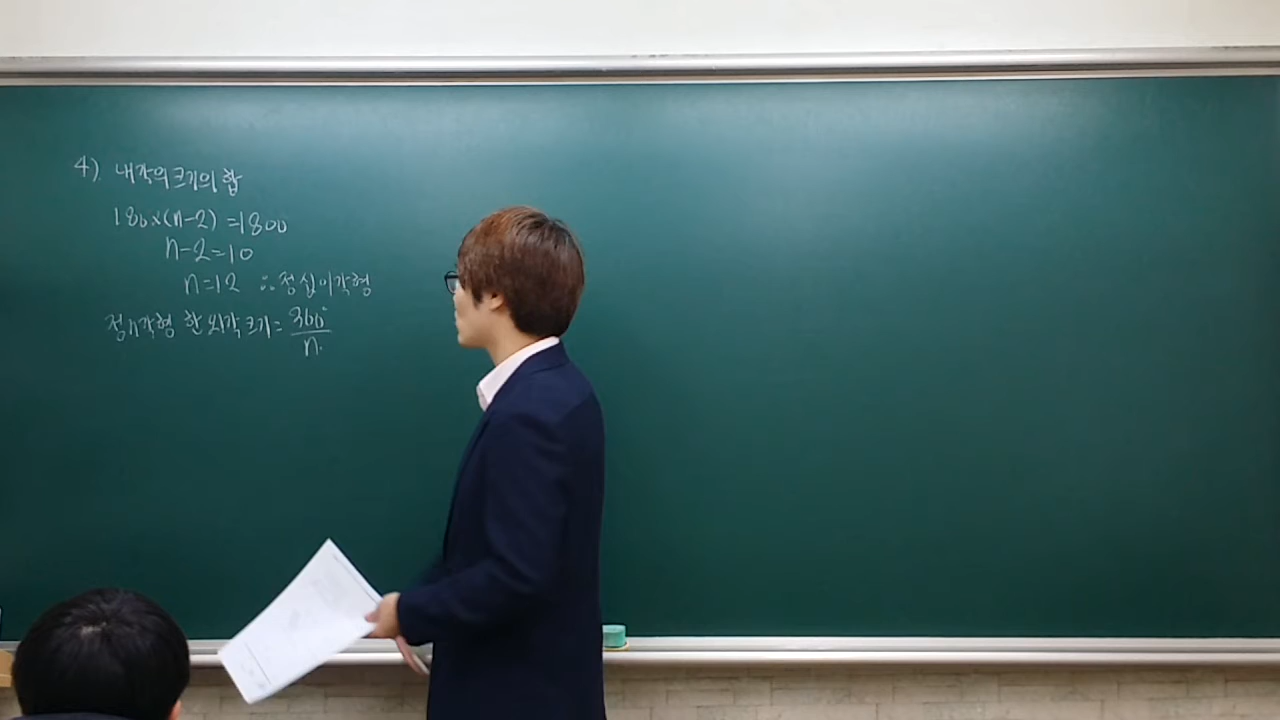 4) 내각의 크기의 합
180×(n-2)=1800
n-2=10
n=12 ∴정십이각형
정n각형 한 외각 크기= 360°/n